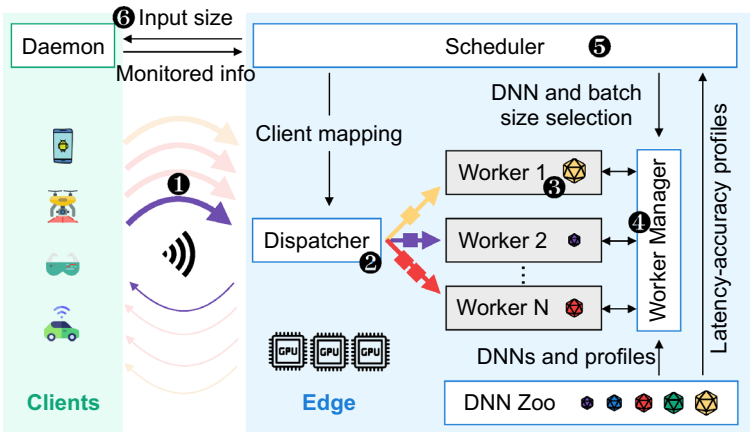 ❻ Input size
Daemon
Monitored info
Scheduler ❺
Client mapping
DNN and batch
size selection
Latency-accuracy profiles
❶
Worker 1
❸
Dispatcher
❷
Worker 2
❹
Worker Manager
Worker N
GPU GPU GPU
DNNs and profiles
Clients
Edge
DNN Zoo